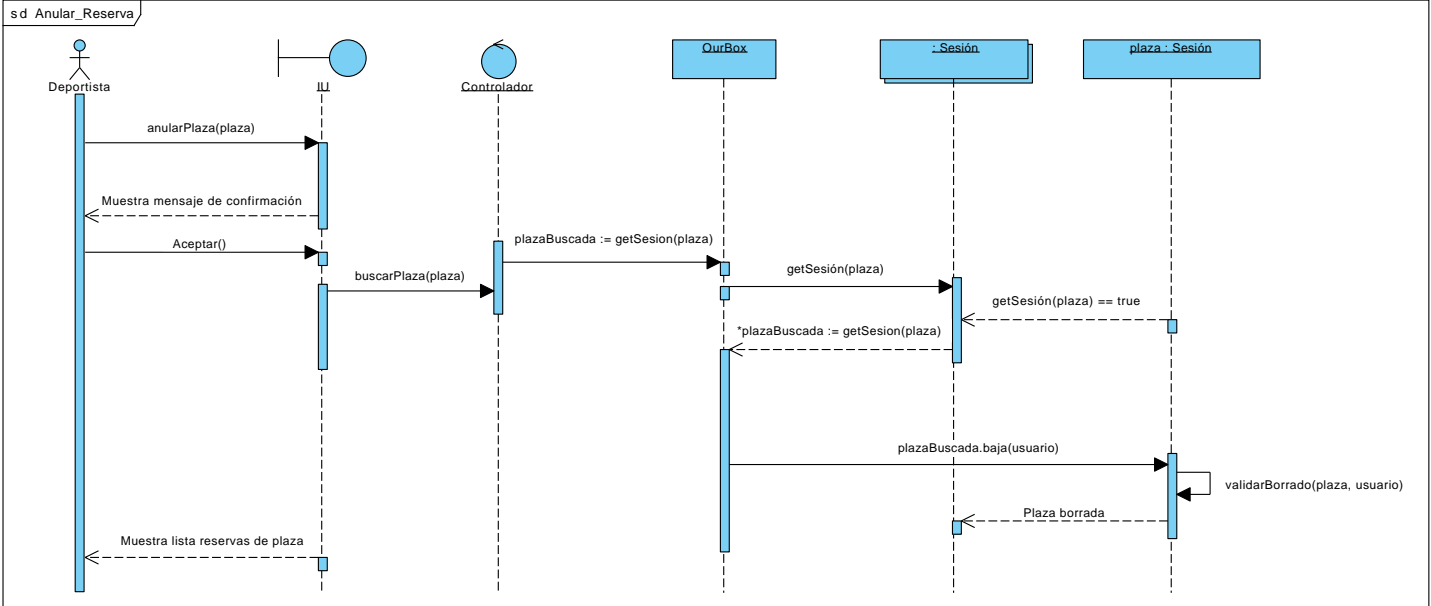 sd Anular_Reserva
Deportista
IU
Controlador
OurBox
: Sesión
plaza : Sesión
anularPlaza(plaza)
Muestra mensaje de confirmación
Aceptar()
plazaBuscada := getSesion(plaza)
buscarPlaza(plaza)
getSesión(plaza)
getSesión(plaza) == true
*plazaBuscada := getSesion(plaza)
plazaBuscada.baja(usuario)
validarBorrado(plaza, usuario)
Plaza borrada
Muestra lista reservas de plaza